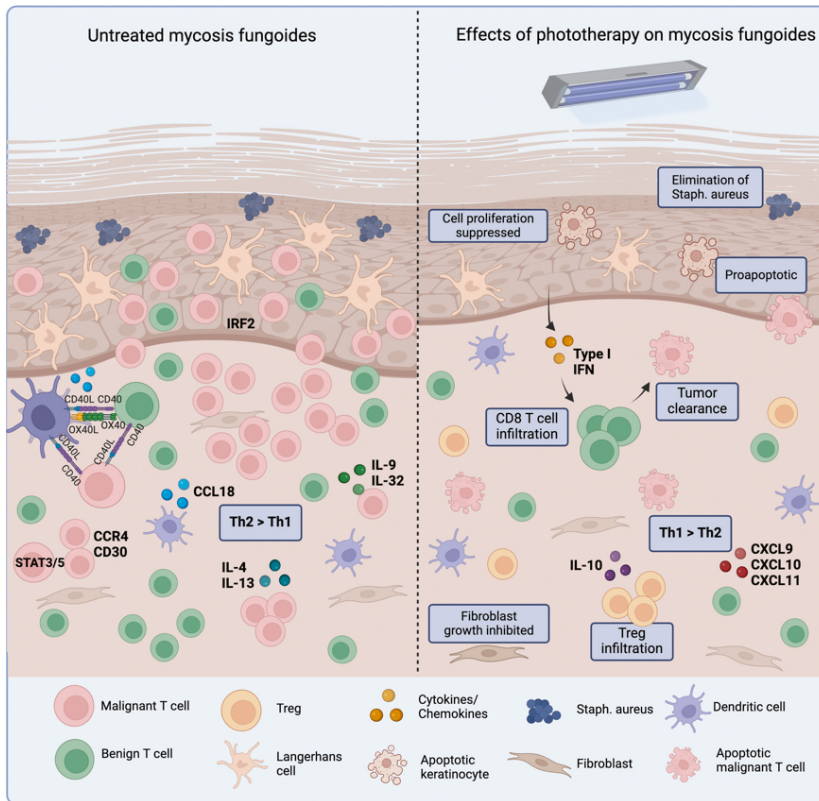 Untreated mycosis fungoides
Effects of phototherapy on mycosis fungoides
IRF2
CD40L CD40
OX40L OX40
CD40L
CD40
CD40L
CD40
CCL18
IL-9
IL-32
Th2 > Th1
CCR4
CD30
STAT3/5
IL-4
IL-13
Elimination of
Staph. aureus
Cell proliferation
suppressed
Proapoptotic
Type I
IFN
CD8 T cell
infiltration
Tumor
clearance
Th1 > Th2
CXCL9
CXCL10
CXCL11
IL-10
Fibroblast
growth inhibited
Treg
infiltration
Malignant T cell
Treg
Cytokines/
Chemokines
Staph. aureus
Dendritic cell
Benign T cell
Langerhans
cell
Apoptotic
keratinocyte
Fibroblast
Apoptotic
malignant T cell